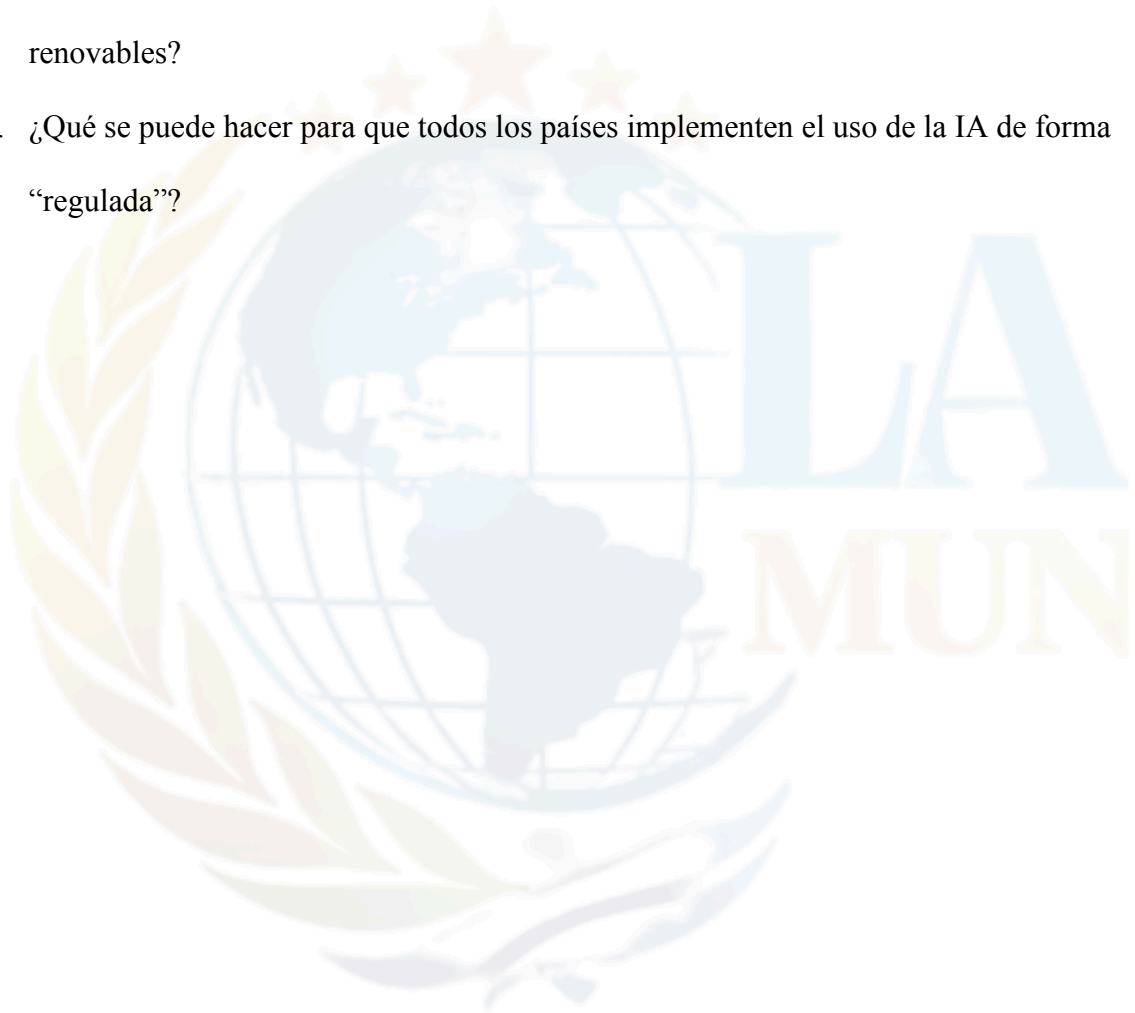 renovables?
. ¿Qué se puede hacer para que todos los países implementen el uso de la IA de forma
“regulada”?
LA
MUN